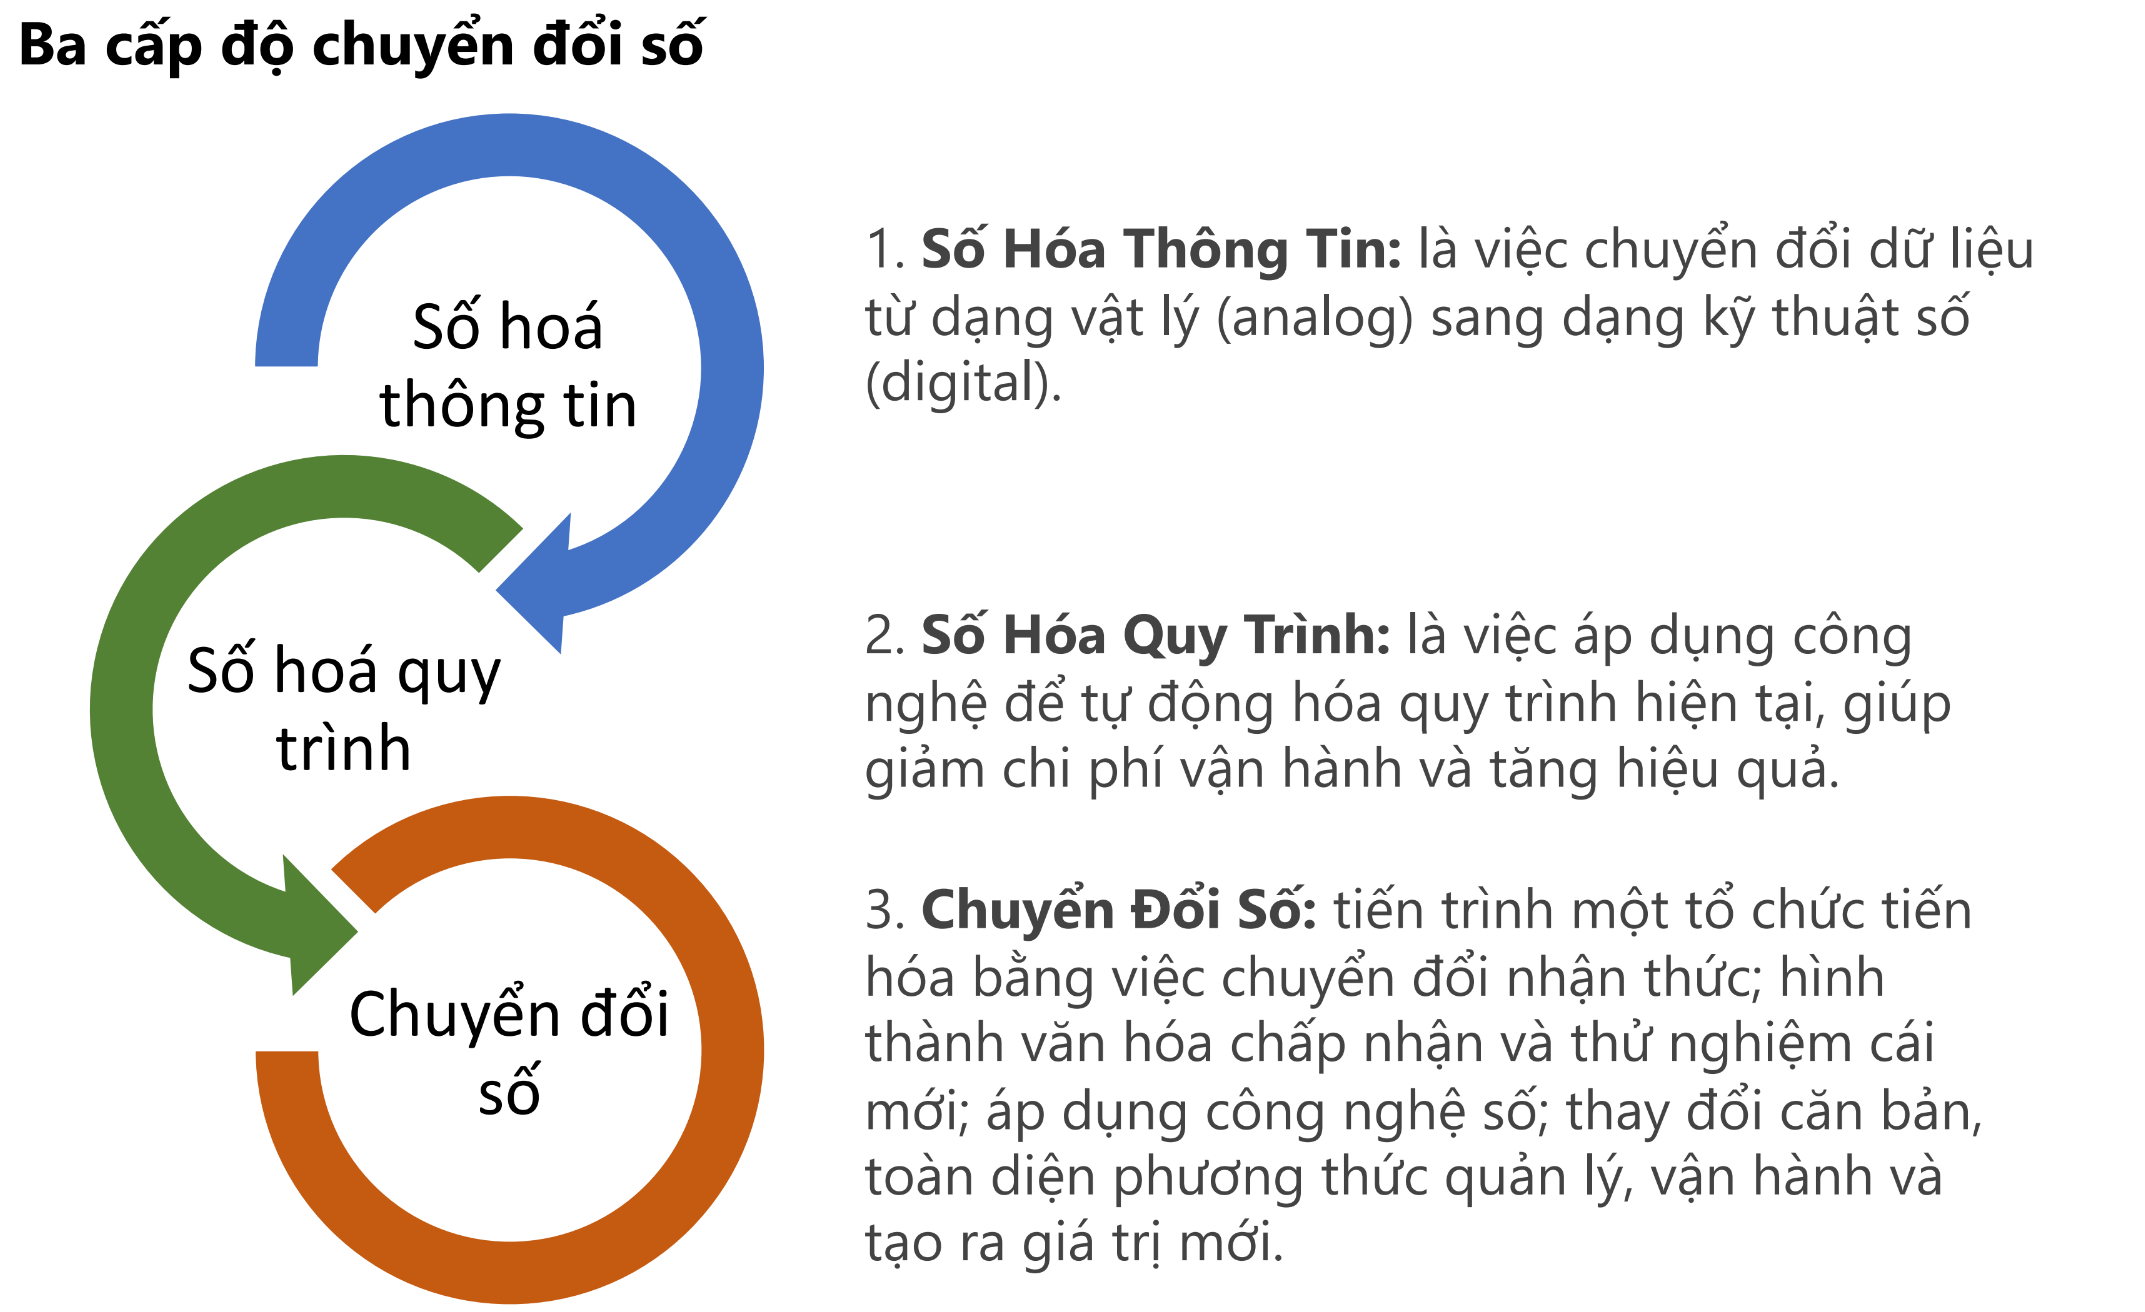 Ba cấp độ chuyển đổi số
Số hoá
thông tin
1. Số Hóa Thông Tin: là việc chuyển đổi dữ liệu
từ dạng vật lý (analog) sang dạng kỹ thuật số
(digital).
Số hoá quy
trình
2. Số Hóa Quy Trình: là việc áp dụng công
nghệ để tự động hóa quy trình hiện tại, giúp
giảm chi phí vận hành và tăng hiệu quả.
Chuyển đổi
số
3. Chuyển Đổi Số: tiến trình một tổ chức tiến
hóa bằng việc chuyển đổi nhận thức; hình
thành văn hóa chấp nhận và thử nghiệm cái
mới; áp dụng công nghệ số; thay đổi căn bản,
toàn diện phương thức quản lý, vận hành và
tạo ra giá trị mới.